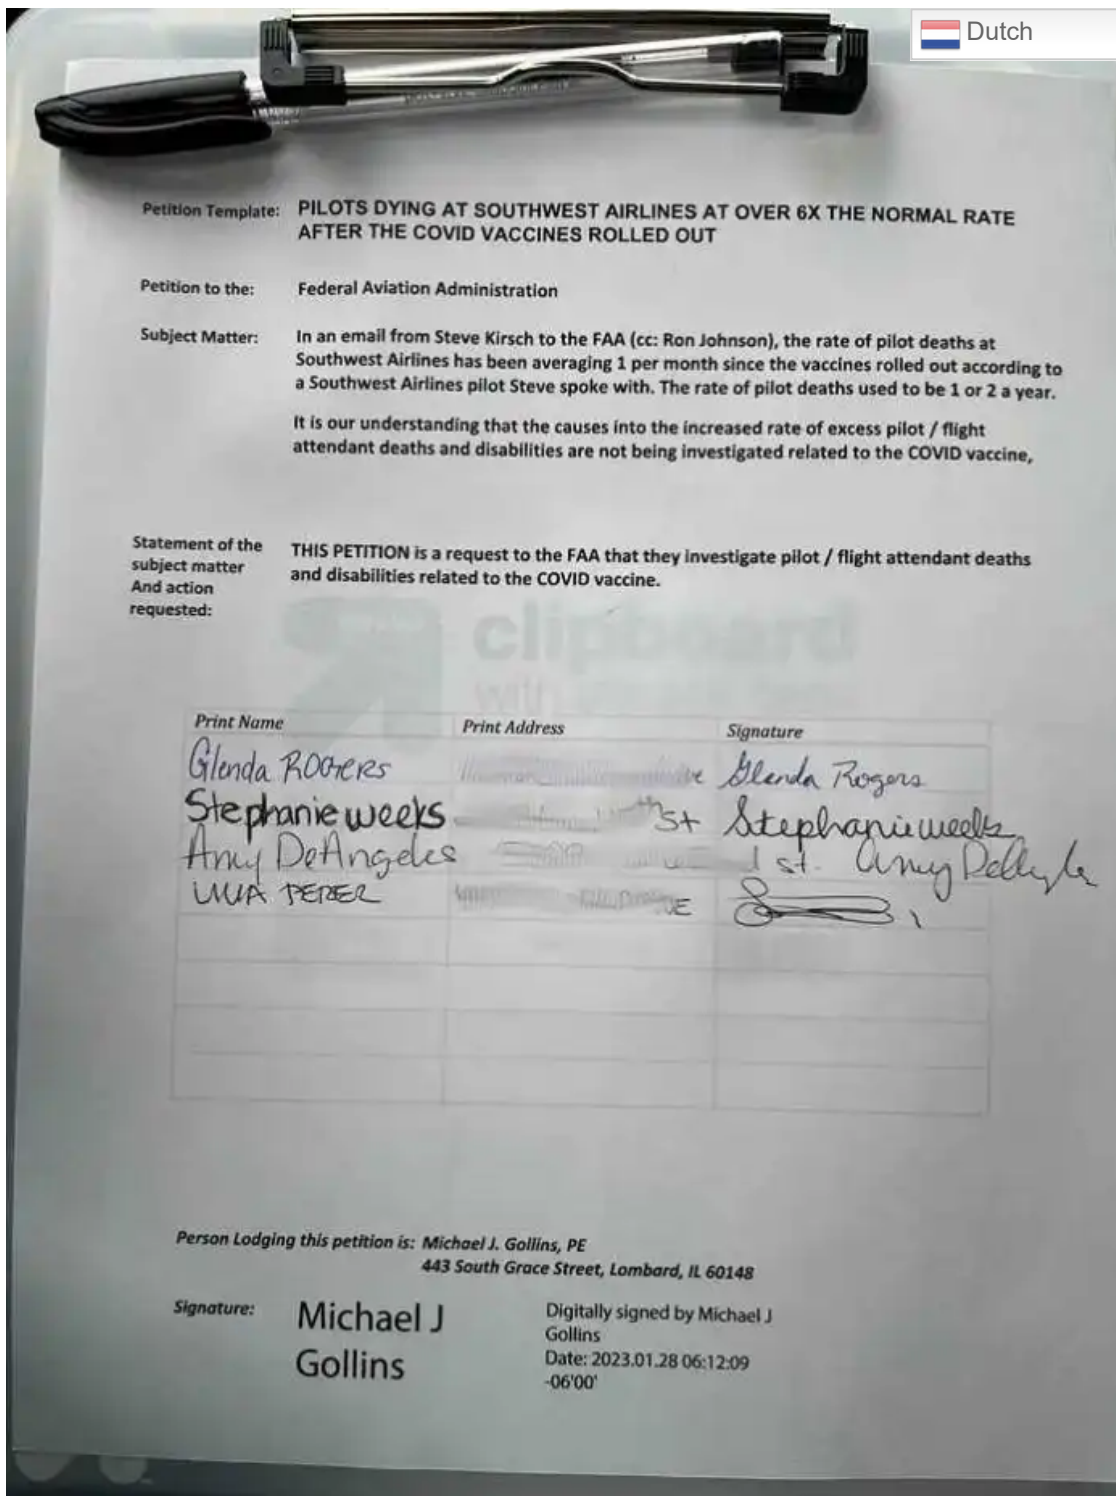 Dutch
Petition Template: PILOTS DYING AT SOUTHWEST AIRLINES AT OVER 6X THE NORMAL RATE
AFTER THE COVID VACCINES ROLLED OUT
Petition to the: Federal Aviation Administration
Subject Matter: In an email from Steve Kirsch to the FAA (cc: Ron Johnson), the rate of pilot deaths at
Southwest Airlines has been averaging 1 per month since the vaccines rolled out according to
a Southwest Airlines pilot Steve spoke with. The rate of pilot deaths used to be 1 or 2 a year.
It is our understanding that the causes into the increased rate of excess pilot / flight
attendant deaths and disabilities are not being investigated related to the COVID vaccine,
Statement of the
subject matter
And action
requested:
THIS PETITION is a request to the FAA that they investigate pilot / flight attendant deaths
and disabilities related to the COVID vaccine.
clipboard
with
Print Name Print Address Signature
Glenda ROGERS Glenda Rogers
Stephanie weeks th St Stephanie weeks
Amy DeAngeles st. Amy
PEREZ
Person Lodging this petition is: Michael J. Gollins, PE
443 South Grace Street, Lombard, IL 60148
Signature: Michael J
Gollins
Digitally signed by Michael J
Gollins
Date: 2023.01.28 06:12:09
-06'00'